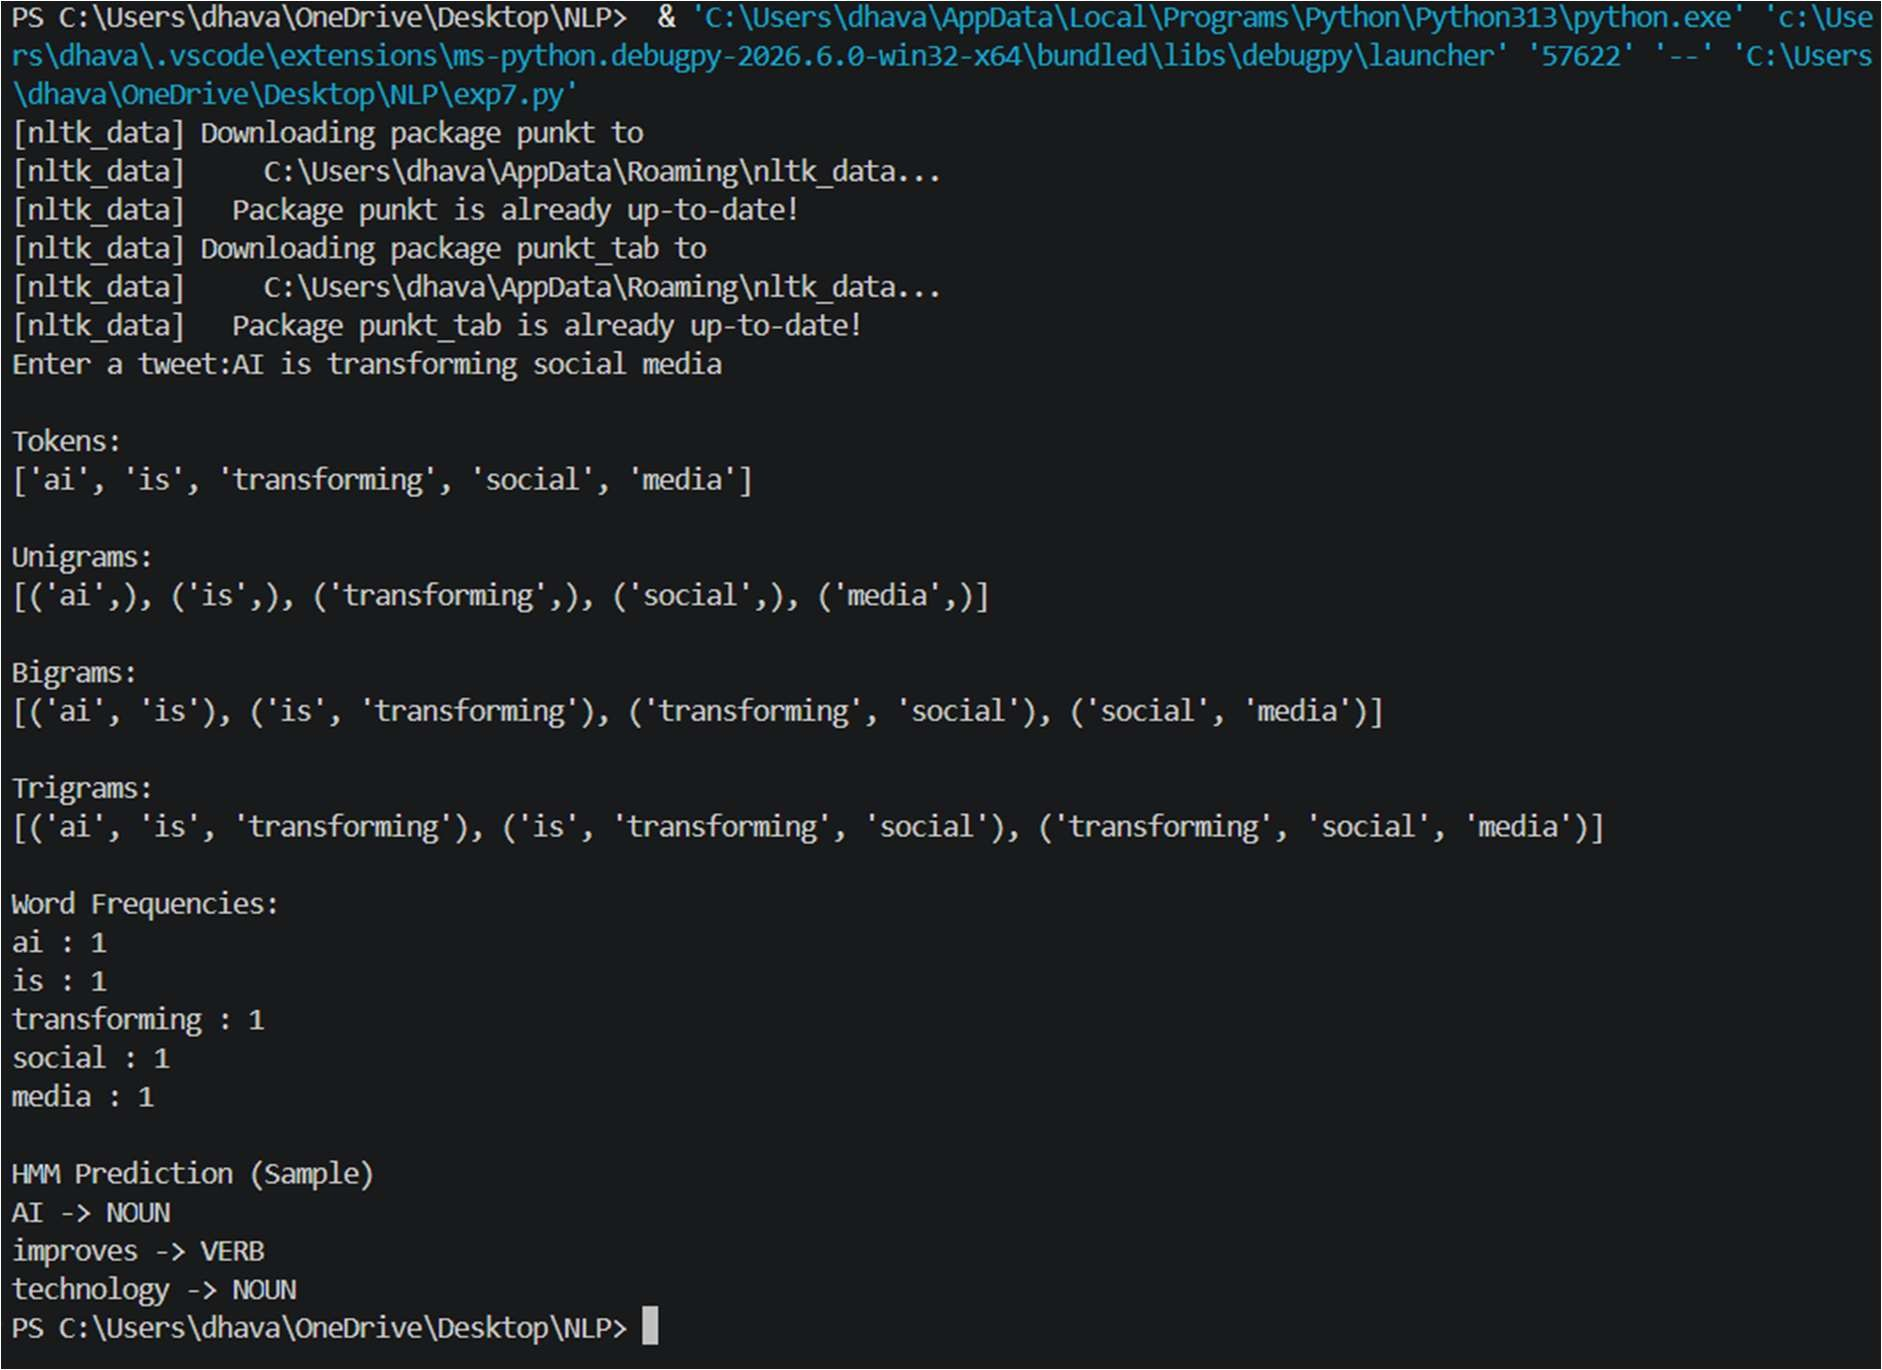 PS C:\Users\dhava\OneDrive\Desktop\NLP>  & 'C:\Users\dhava\AppData\Local\Programs\Python\Python313\python.exe' 'c:\Use
rs\dhava\.vscode\extensions\ms-python.debugpy-2026.6.0-win32-x64\bundled\libs\debugpy\launcher' '57622' '--' 'C:\Users
\dhava\OneDrive\Desktop\NLP\exp7.py'
[nltk_data] Downloading package punkt to
[nltk_data]     C:\Users\dhava\AppData\Roaming\nltk_data...
[nltk_data]   Package punkt is already up-to-date!
[nltk_data] Downloading package punkt_tab to
[nltk_data]     C:\Users\dhava\AppData\Roaming\nltk_data...
[nltk_data]   Package punkt_tab is already up-to-date!
Enter a tweet:AI is transforming social media
Tokens:
['ai', 'is', 'transforming', 'social', 'media']
Unigrams:
[('ai',), ('is',), ('transforming',), ('social',), ('media',)]
Bigrams:
[('ai', 'is'), ('is', 'transforming'), ('transforming', 'social'), ('social', 'media')]
Trigrams:
[('ai', 'is', 'transforming'), ('is', 'transforming', 'social'), ('transforming', 'social', 'media')]
Word Frequencies:
ai : 1
is : 1
transforming : 1
social : 1
media : 1
HMM Prediction (Sample)
AI -> NOUN
improves -> VERB
technology -> NOUN
PS C:\Users\dhava\OneDrive\Desktop\NLP>